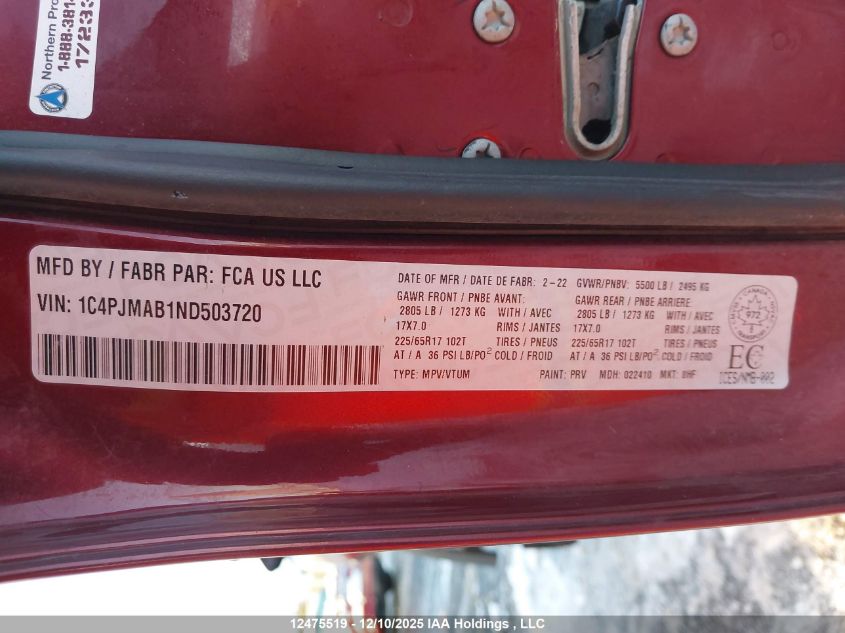 Northern Pro
1-888-381-
17233
MFD BY / FABR PAR: FCA US LLC
VIN: 1C4PJMAB1ND503720
DATE OF MFR / DATE DE FABR: 2-22 GVWR/PNBV: 5500 LB / 2495 KG
GAWR FRONT / PNBE AVANT: GAWR REAR / PNBE ARRIERE
2805 LB / 1273 KG WITH / AVEC 2805 LB / 1273 KG WITH / AVEC
17X7.0 RIMS / JANTES 17X7.0 RIMS / JANTES
225/65R17 102T TIRES / PNEUS 225/65R17 102T TIRES / PNEUS
AT / A 36 PSI LB/PO² COLD / FROID AT / A 36 PSI LB/PO² COLD / FROID
TYPE: MPV/VTUM PAINT: PRV MDH: 022410 MKT: BHF
CANADA
972
EC
ICES/NMB-002
12475519 - 12/10/2025 IAA Holdings , LLC